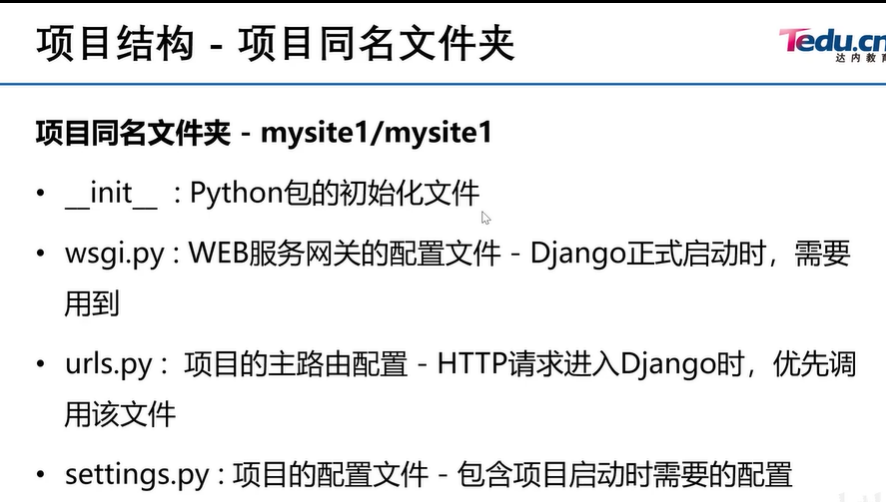 项目结构 - 项目同名文件夹
Tedu.cn
达内教育
项目同名文件夹 - mysite1/mysite1
• __init__ : Python包的初始化文件
• wsgi.py : WEB服务网关的配置文件 - Django正式启动时，需要
用到
• urls.py : 项目的主路由配置 - HTTP请求进入Django时，优先调
用该文件
• settings.py : 项目的配置文件 - 包含项目启动时需要的配置